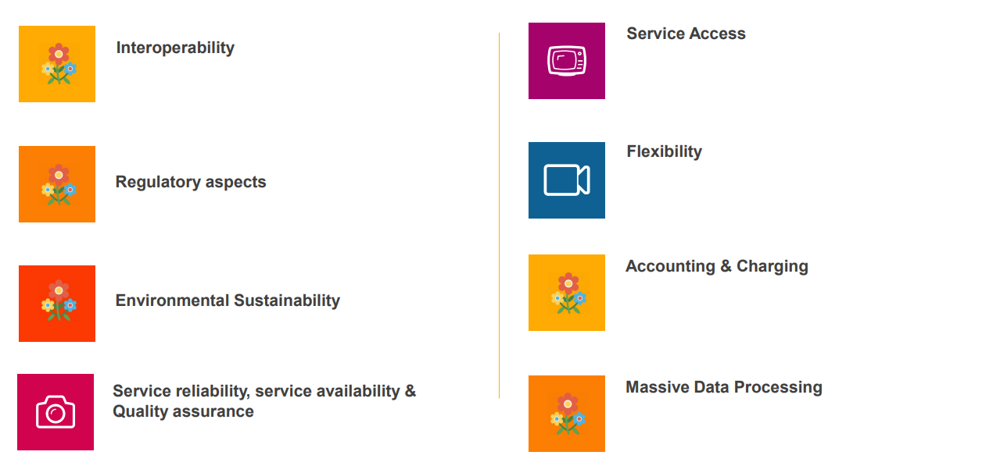 Interoperability
Regulatory aspects
Environmental Sustainability
Service reliability, service availability &
Quality assurance
Service Access
Flexibility
Accounting & Charging
Massive Data Processing